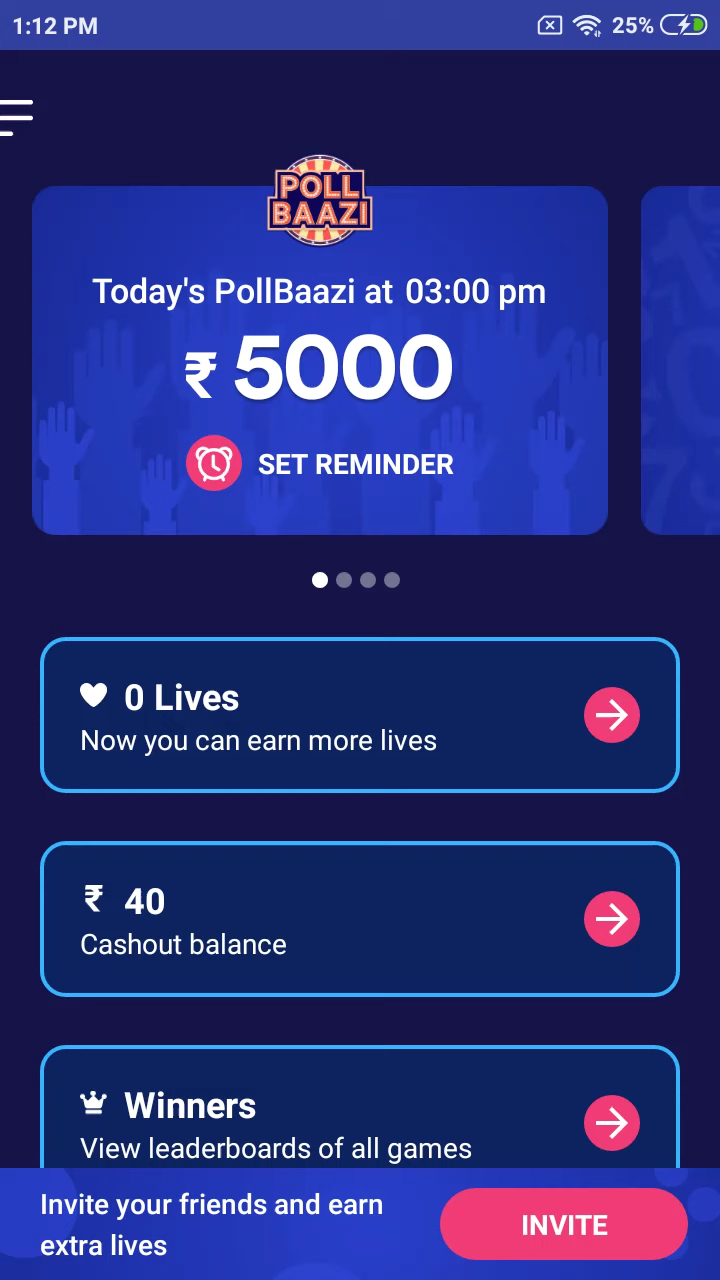 1:12 PM 25%
POLL
BAAZI
Today's PollBaazi at 03:00 pm
₹ 5000
SET REMINDER
0 Lives
Now you can earn more lives
₹ 40
Cashout balance
Winners
View leaderboards of all games
Invite your friends and earn
extra lives
INVITE